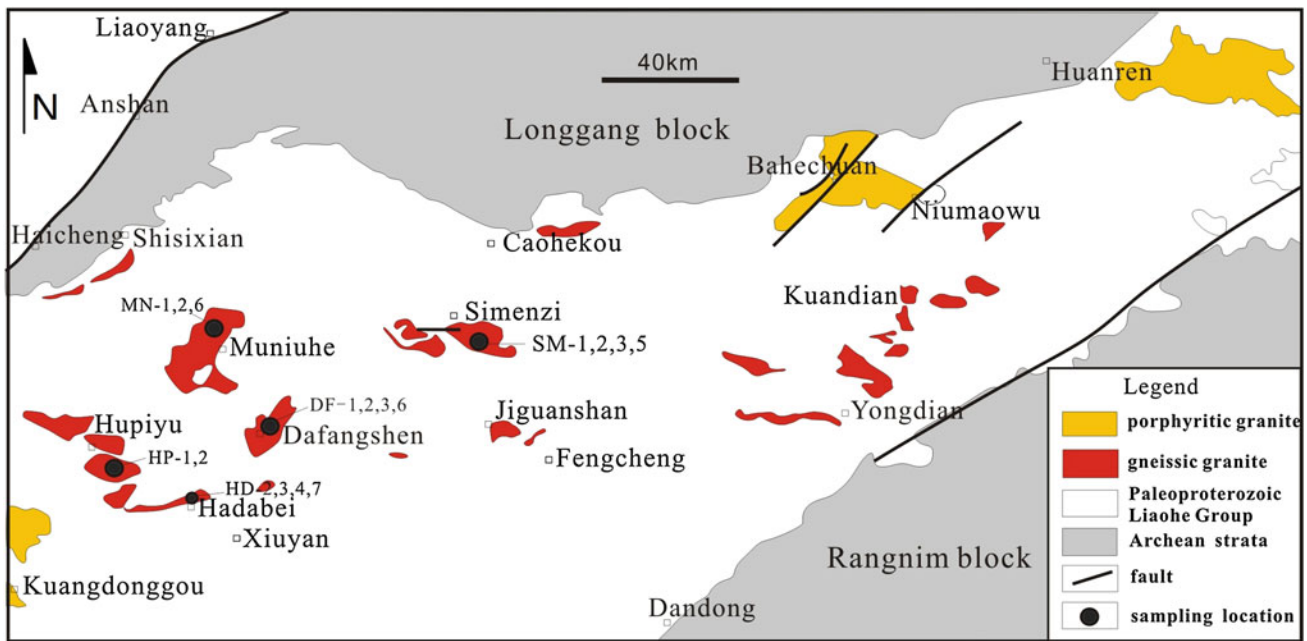 Liaoyang
40km
Huanren
N
Anshan
Longgang block
Bahechuan
Niumaowu
Haicheng
Shisixian
Caohekou
Kuandian
MN-1,2,6
Simenzi
Muniuhe
SM-1,2,3,5
DF-1,2,3,6
Jiguanshan
Yongdian
Hupiyu
Dafangshen
Fengcheng
HP-1,2
HD-2,3,4,7
Hadabei
Xiuyan
Rangnim block
Kuangdonggou
Dandong
Legend
porphyritic granite
gneissic granite
Paleoproterozoic
Liaohe Group
Archean strata
fault
sampling location